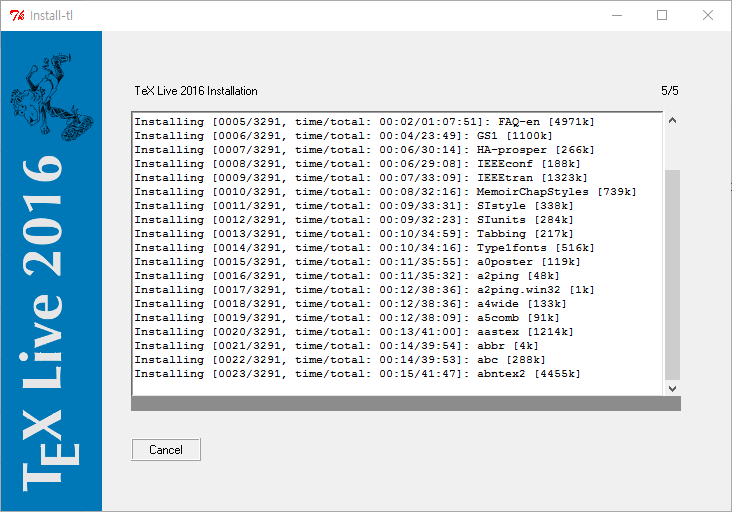 install-tl
TeX Live 2016
TeX Live 2016 Installation 5/5
Installing [0005/3291, time/total: 00:02/01:07:51]: FAQ-en [4971k]
Installing [0006/3291, time/total: 00:04/23:49]: GS1 [1100k]
Installing [0007/3291, time/total: 00:06/30:14]: HA-prosper [266k]
Installing [0008/3291, time/total: 00:06/29:08]: IEEEconf [188k]
Installing [0009/3291, time/total: 00:07/33:09]: IEEEtran [1323k]
Installing [0010/3291, time/total: 00:08/32:16]: MemoirChapStyles [739k]
Installing [0011/3291, time/total: 00:09/33:31]: SIstyle [338k]
Installing [0012/3291, time/total: 00:09/32:23]: SIunits [284k]
Installing [0013/3291, time/total: 00:10/34:59]: Tabbing [217k]
Installing [0014/3291, time/total: 00:10/34:16]: Type1fonts [516k]
Installing [0015/3291, time/total: 00:11/35:55]: a0poster [119k]
Installing [0016/3291, time/total: 00:11/35:32]: a2ping [48k]
Installing [0017/3291, time/total: 00:12/38:36]: a2ping.win32 [1k]
Installing [0018/3291, time/total: 00:12/38:36]: a4wide [133k]
Installing [0019/3291, time/total: 00:12/38:09]: a5comb [91k]
Installing [0020/3291, time/total: 00:13/41:00]: aastex [1214k]
Installing [0021/3291, time/total: 00:14/39:54]: abbr [4k]
Installing [0022/3291, time/total: 00:14/39:53]: abc [288k]
Installing [0023/3291, time/total: 00:15/41:47]: abntex2 [4455k]
Cancel